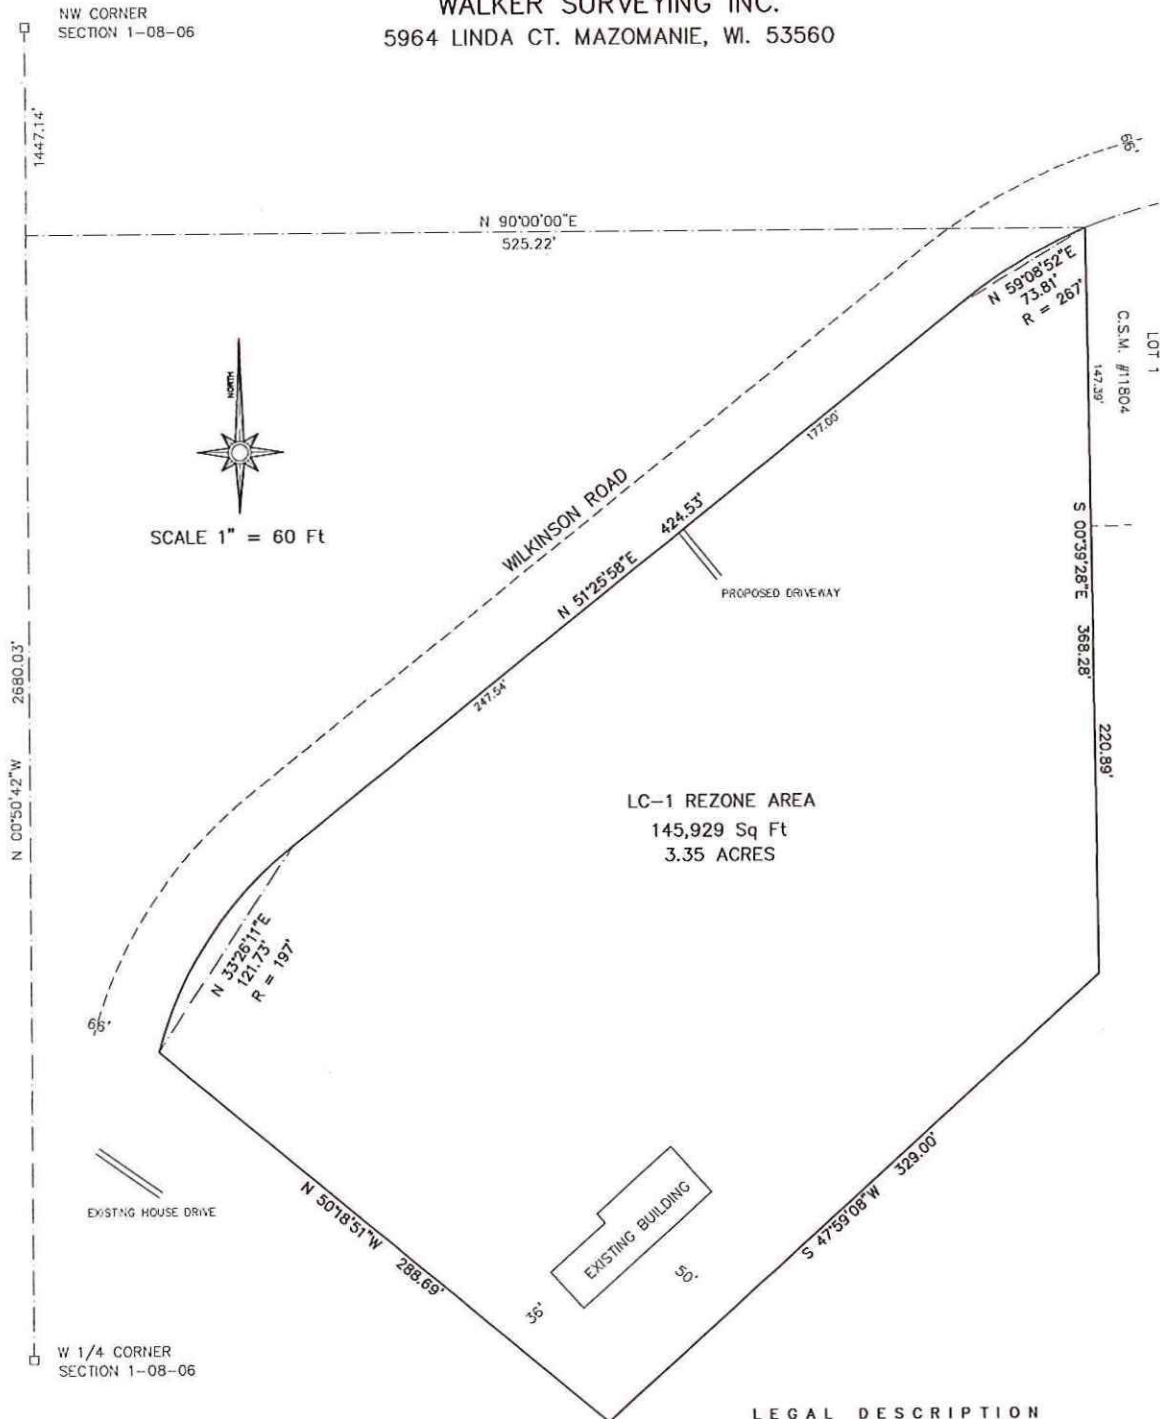 WALKER SURVEYING INC.
5964 LINDA CT. MAZOMANIE, WI. 53560
NW CORNER
SECTION 1-08-06
1447.14'
66'
N 90°00'00"E
525.22'
N 59°08'52"E
73.81'
R = 267'
LOT 1
C.S.M. #11804
147.39'
NORTH
177.00'
SCALE 1" = 60 Ft
WILKINSON ROAD
424.53'
N 51°25'58"E
PROPOSED DRIVEWAY
S 00°39'28"E 368.28'
247.54'
220.89'
N 00°50'42"W 2680.03'
LC-1 REZONE AREA
145,929 Sq Ft
3.35 ACRES
N 33°26'11"E
121.73'
R = 197'
66'
EXISTING HOUSE DRIVE
N 50°18'51"W 288.69'
EXISTING BUILDING
S 47°59'08"W 329.00'
50'
36'
W 1/4 CORNER
SECTION 1-08-06
LEGAL DESCRIPTION